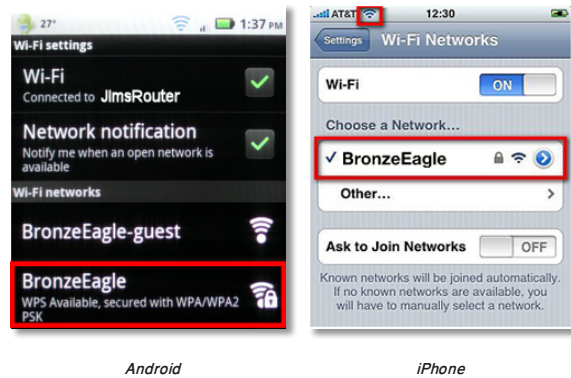 27°
1:37 PM
Wi-Fi settings
Wi-Fi
Connected to JimsRouter
Network notification
Notify me when an open network is
available
Wi-Fi networks
BronzeEagle-guest
BronzeEagle
WPS Available, secured with WPA/WPA2
PSK
Android
AT&T
12:30
Settings
Wi-Fi Networks
Wi-Fi
ON
Choose a Network...
BronzeEagle
Other...
Ask to Join Networks
OFF
Known networks will be joined automatically.
If no known networks are available, you
will have to manually select a network.
iPhone